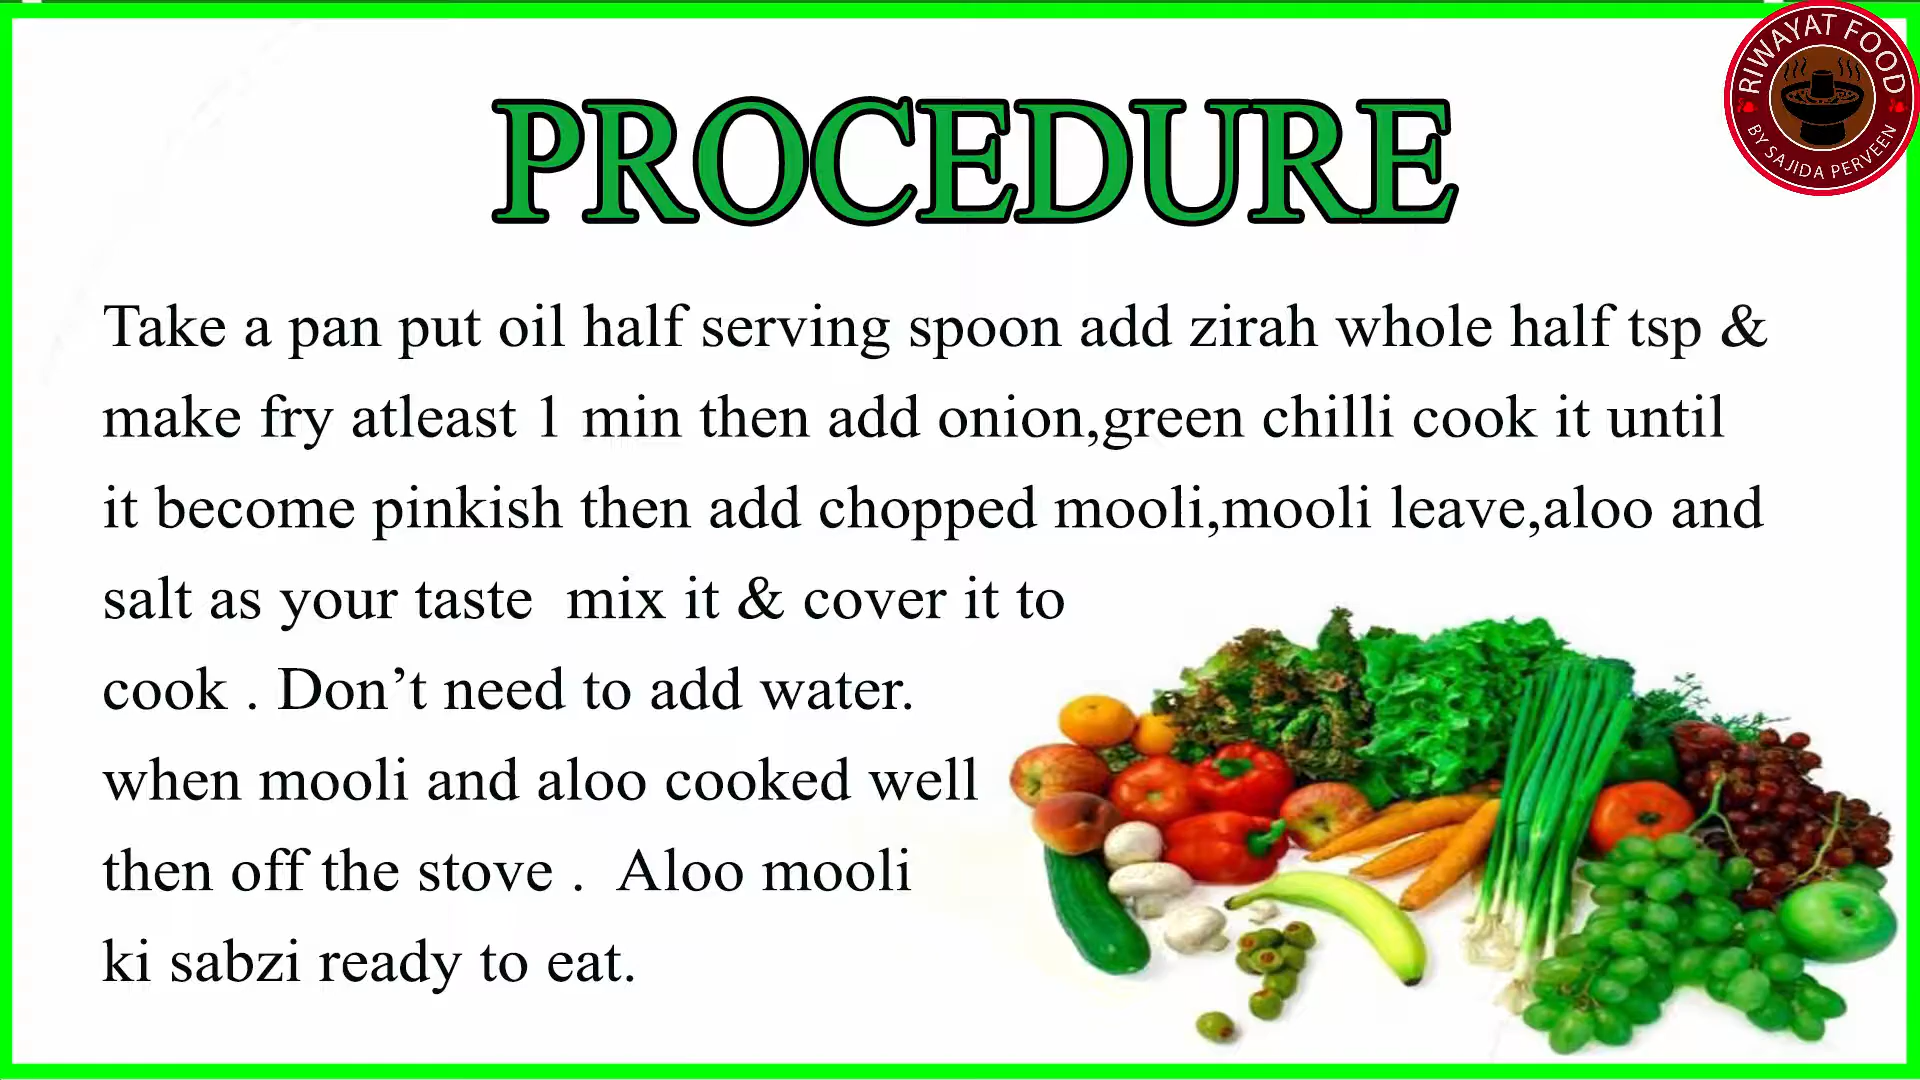 RIWAYAT FOOD
BY SAJIDA PERVEEN
PROCEDURE
Take a pan put oil half serving spoon add zirah whole half tsp &
make fry atleast 1 min then add onion,green chilli cook it until
it become pinkish then add chopped mooli,mooli leave,aloo and
salt as your taste  mix it & cover it to
cook . Don’t need to add water.
when mooli and aloo cooked well
then off the stove .  Aloo mooli
ki sabzi ready to eat.